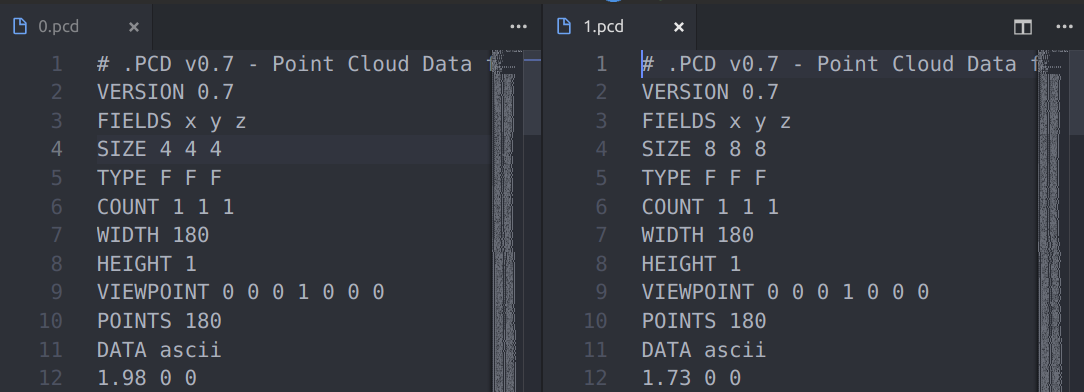 0.pcd
1 # .PCD v0.7 - Point Cloud Data f
2 VERSION 0.7
3 FIELDS x y z
4 SIZE 4 4 4
5 TYPE F F F
6 COUNT 1 1 1
7 WIDTH 180
8 HEIGHT 1
9 VIEWPOINT 0 0 0 1 0 0 0
10 POINTS 180
11 DATA ascii
12 1.98 0 0
1.pcd
1 # .PCD v0.7 - Point Cloud Data f
2 VERSION 0.7
3 FIELDS x y z
4 SIZE 8 8 8
5 TYPE F F F
6 COUNT 1 1 1
7 WIDTH 180
8 HEIGHT 1
9 VIEWPOINT 0 0 0 1 0 0 0
10 POINTS 180
11 DATA ascii
12 1.73 0 0